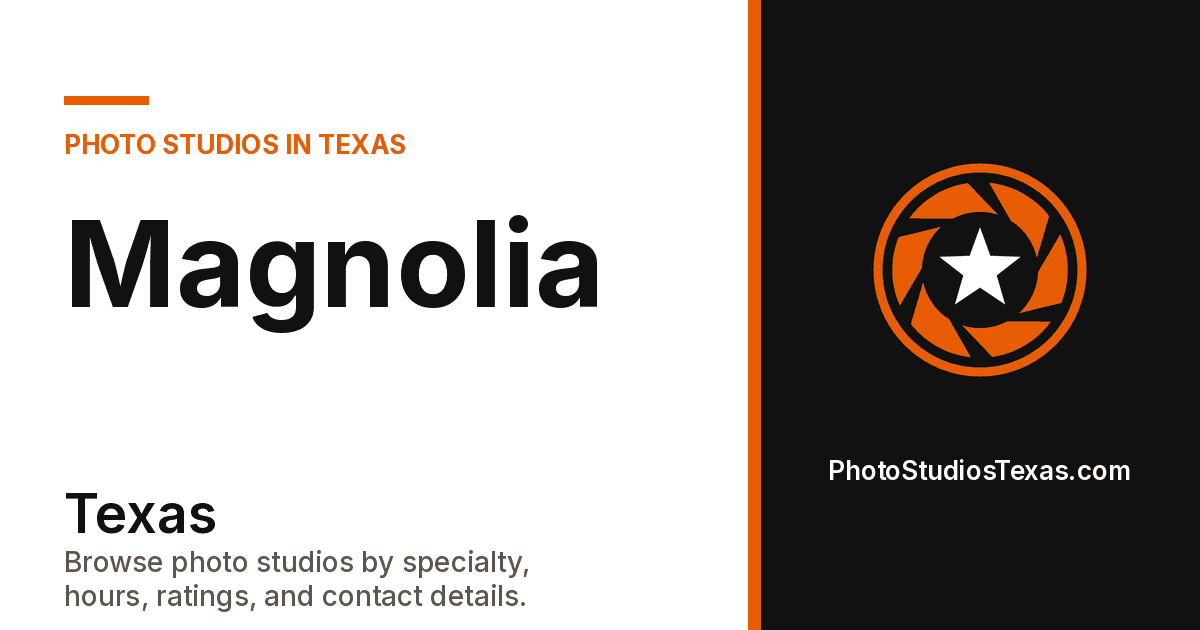 PHOTO STUDIOS IN TEXAS
Magnolia
Texas
Browse photo studios by specialty,
hours, ratings, and contact details.
PhotoStudiosTexas.com